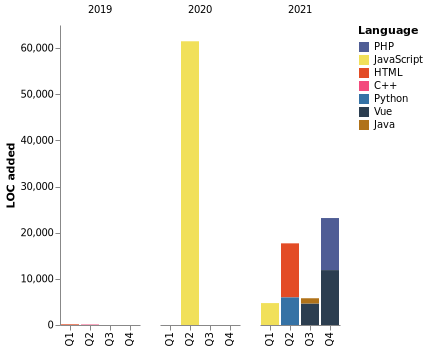 2019 2020 2021
Language
PHP
JavaScript
HTML
C++
Python
Vue
Java
LOC added
60,000
50,000
40,000
30,000
20,000
10,000
0
Q1 Q2 Q3 Q4 Q1 Q2 Q3 Q4 Q1 Q2 Q3 Q4